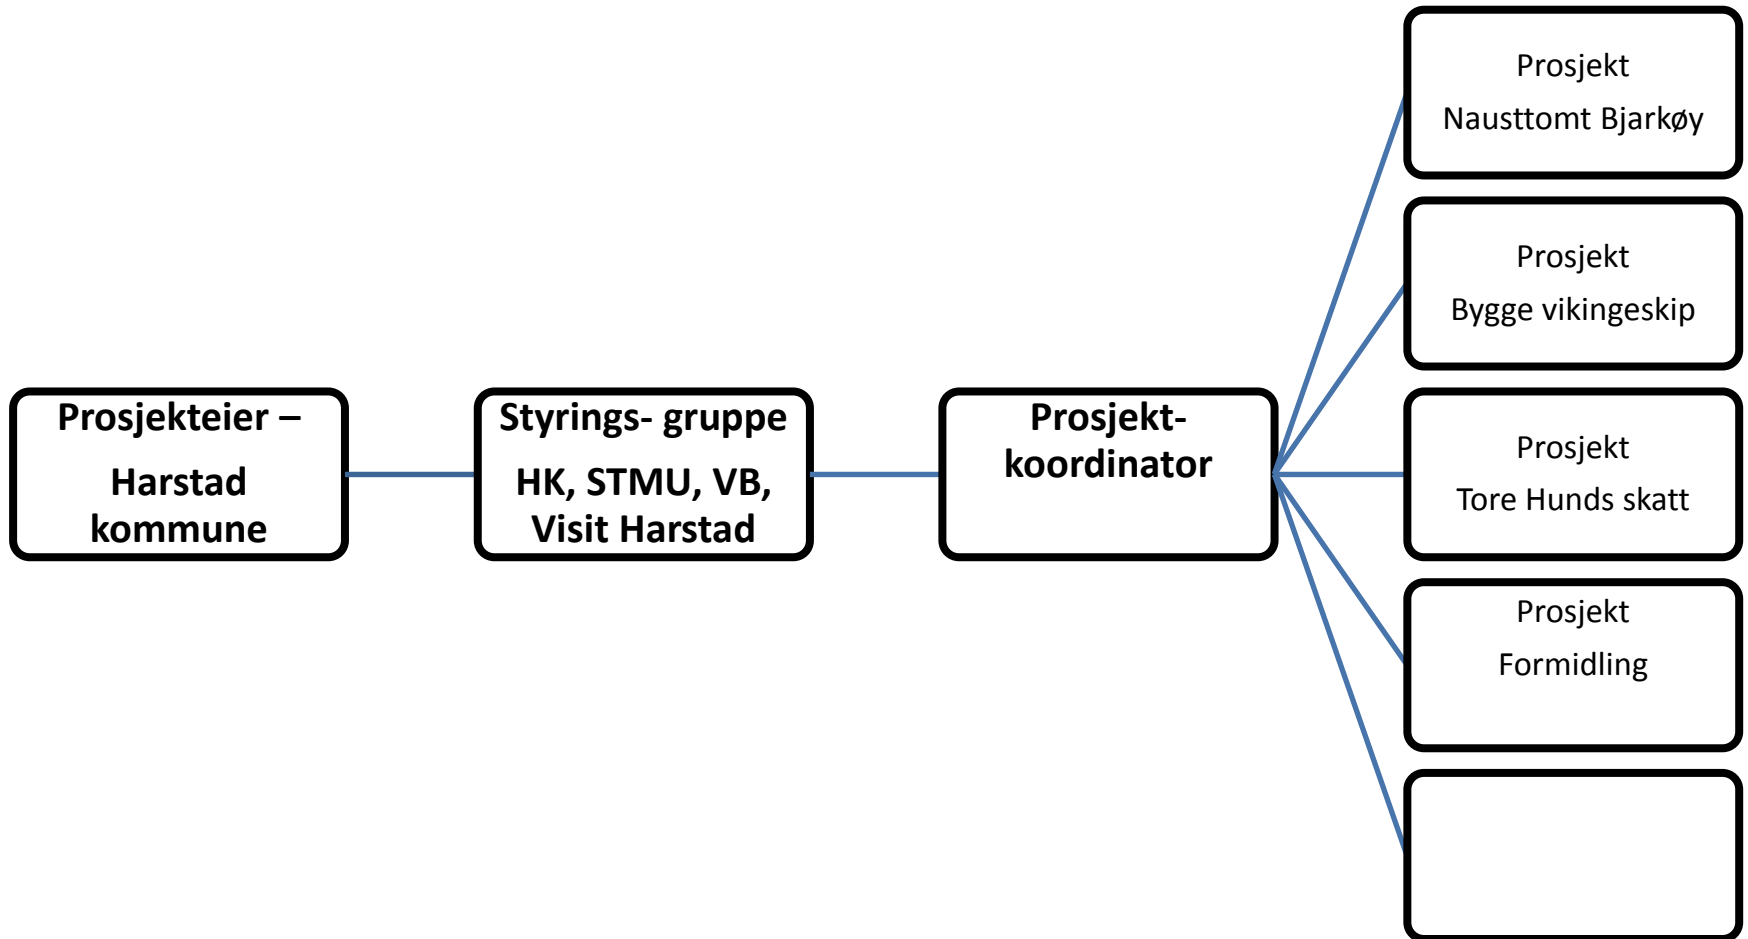 Prosjekteier –
Harstad
kommune
Styrings- gruppe
HK, STMU, VB,
Visit Harstad
Prosjekt-
koordinator
Prosjekt
Nausttomt Bjarkøy
Prosjekt
Bygge vikingeskip
Prosjekt
Tore Hunds skatt
Prosjekt
Formidling